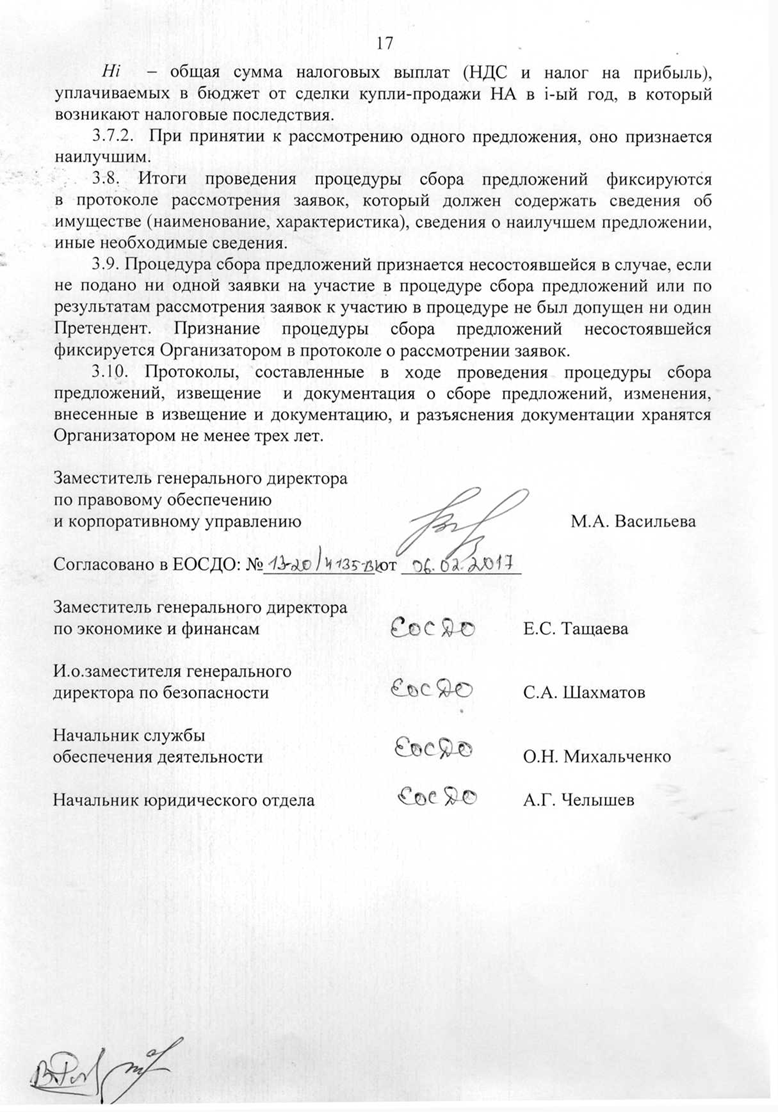 17
Hi – общая сумма налоговых выплат (НДС и налог на прибыль),
уплачиваемых в бюджет от сделки купли-продажи НА в i-ый год, в который
возникают налоговые последствия.
3.7.2. При принятии к рассмотрению одного предложения, оно признается
наилучшим.
3.8. Итоги проведения процедуры сбора предложений фиксируются
в протоколе рассмотрения заявок, который должен содержать сведения об
имуществе (наименование, характеристика), сведения о наилучшем предложении,
иные необходимые сведения.
3.9. Процедура сбора предложений признается несостоявшейся в случае, если
не подано ни одной заявки на участие в процедуре сбора предложений или по
результатам рассмотрения заявок к участию в процедуре не был допущен ни один
Претендент. Признание процедуры сбора предложений несостоявшейся
фиксируется Организатором в протоколе о рассмотрении заявок.
3.10. Протоколы, составленные в ходе проведения процедуры сбора
предложений, извещение и документация о сборе предложений, изменения,
внесенные в извещение и документацию, и разъяснения документации хранятся
Организатором не менее трех лет.
Заместитель генерального директора
по правовому обеспечению
и корпоративному управлению М.А. Васильева
Согласовано в ЕОСДО: № 13-20/4135-ВК от 06.02.2017
Заместитель генерального директора
по экономике и финансам ЕОСДО Е.С. Тащаева
И.о.заместителя генерального
директора по безопасности ЕОСДО С.А. Шахматов
Начальник службы
обеспечения деятельности ЕОСДО О.Н. Михальченко
Начальник юридического отдела ЕОСДО А.Г. Челышев